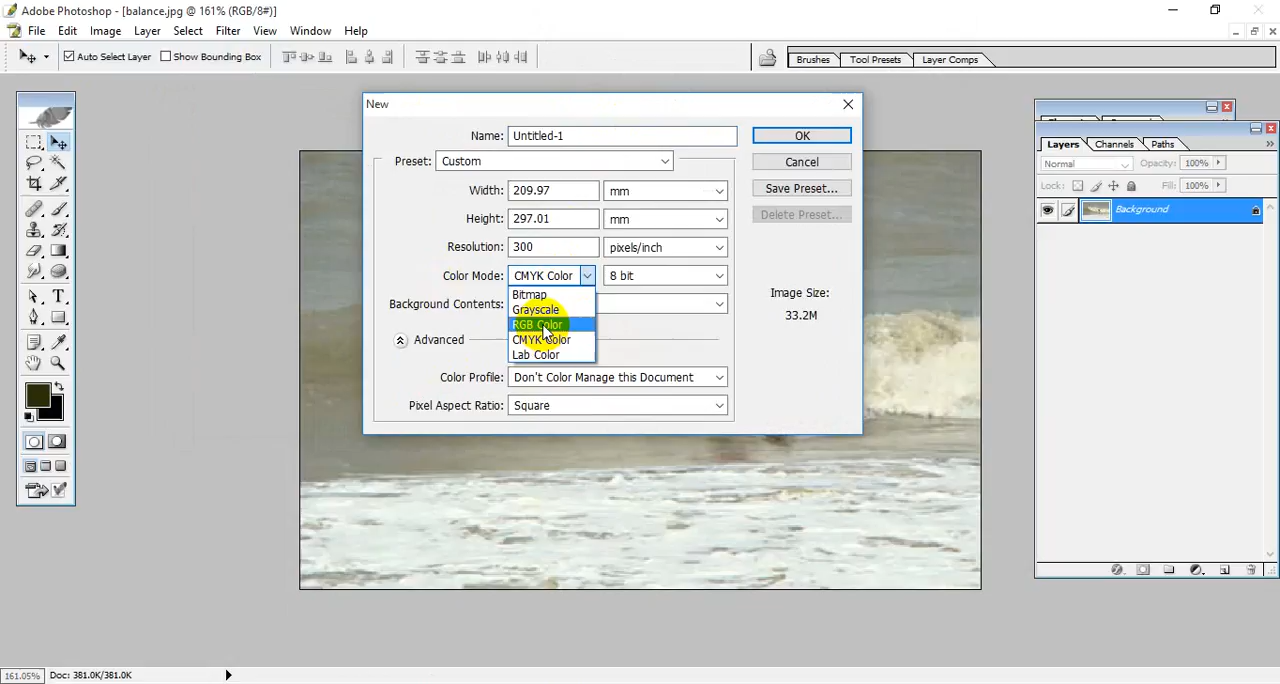 Adobe Photoshop - [balance.jpg @ 161% (RGB/8#)]
File Edit Image Layer Select Filter View Window Help
Auto Select Layer Show Bounding Box Brushes Tool Presets Layer Comps
New
Name: Untitled-1 OK
Preset: Custom Cancel
Width: 209.97 mm Save Preset...
Height: 297.01 mm Delete Preset...
Resolution: 300 pixels/inch
Color Mode: CMYK Color 8 bit
Bitmap
Background Contents:
Grayscale
RGB Color
CMYK Color
Lab Color
Advanced
Color Profile: Don't Color Manage this Document
Pixel Aspect Ratio: Square
Image Size:
33.2M
Layers Channels Paths
Normal Opacity: 100%
Lock: Fill: 100%
Background
T
161.05% Doc: 381.0K/381.0K